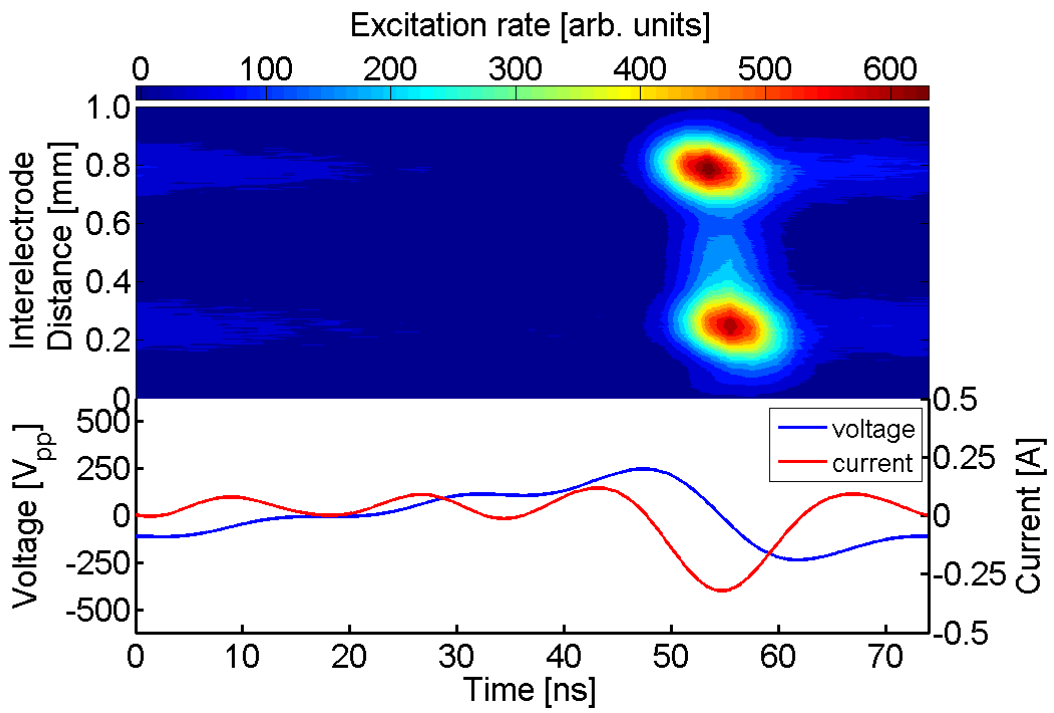 Excitation rate [arb. units]
0 100 200 300 400 500 600
Interelectrode
Distance [mm]
1.0
0.8
0.6
0.4
0.2
0
Voltage [Vpp]
500
250
0
-250
-500
voltage
current
0.5
0.25
0
-0.25
-0.5
Current [A]
0 10 20 30 40 50 60 70
Time [ns]